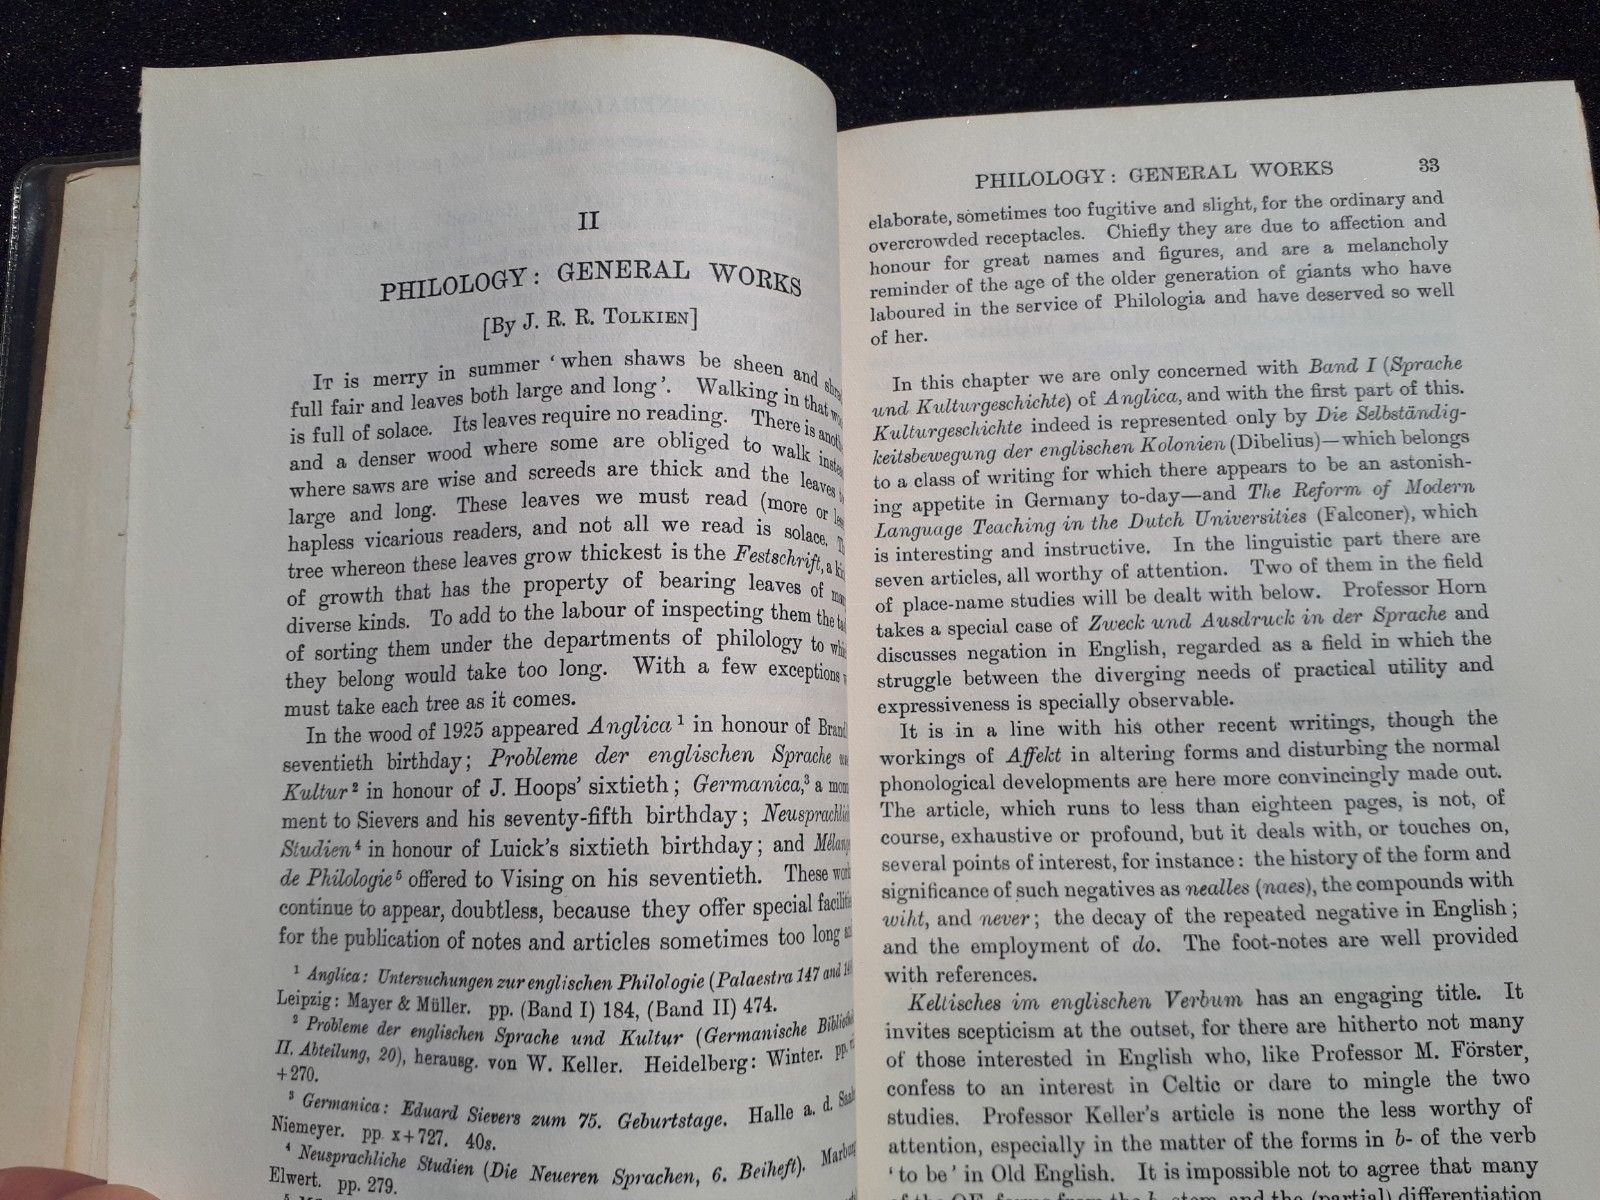 II
PHILOLOGY: GENERAL WORKS
[By J. R. R. TOLKIEN]
IT is merry in summer ‘when shaws be sheen and
full fair and leaves both large and long’. Walking in that
is full of solace. Its leaves require no reading. There is
and a denser wood where some are obliged to walk
where saws are wise and screeds are thick and the leaves
large and long. These leaves we must read (more or
hapless vicarious readers, and not all we read is solace.
tree whereon these leaves grow thickest is the Festschrift, a
of growth that has the property of bearing leaves of
diverse kinds. To add to the labour of inspecting them the
of sorting them under the departments of philology to
they belong would take too long. With a few exceptions
must take each tree as it comes.
In the wood of 1925 appeared Anglica¹ in honour of
seventieth birthday; Probleme der englischen Sprache
Kultur² in honour of J. Hoops’ sixtieth; Germanica,³ a
ment to Sievers and his seventy-fifth birthday;
Studien⁴ in honour of Luick’s sixtieth birthday; and
de Philologie⁵ offered to Vising on his seventieth. These
continue to appear, doubtless, because they offer special
for the publication of notes and articles sometimes too long
¹ Anglica: Untersuchungen zur englischen Philologie (Palaestra 147 and
Leipzig: Mayer & Müller. pp. (Band I) 184, (Band II) 474.
² Probleme der englischen Sprache und Kultur (Germanische
II. Abteilung, 20), herausg. von W. Keller. Heidelberg: Winter. pp.
+270.
³ Germanica: Eduard Sievers zum 75. Geburtstage. Halle a. d.
Niemeyer. pp. x+727. 40s.
⁴ Neusprachliche Studien (Die Neueren Sprachen, 6. Beiheft).
Elwert. pp. 279.
PHILOLOGY: GENERAL WORKS 33
elaborate, sometimes too fugitive and slight, for the ordinary and
overcrowded receptacles. Chiefly they are due to affection and
honour for great names and figures, and are a melancholy
reminder of the age of the older generation of giants who have
laboured in the service of Philologia and have deserved so well
of her.
In this chapter we are only concerned with Band I (Sprache
und Kulturgeschichte) of Anglica, and with the first part of this.
Kulturgeschichte indeed is represented only by Die Selbständig-
keitsbewegung der englischen Kolonien (Dibelius)—which belongs
to a class of writing for which there appears to be an astonish-
ing appetite in Germany to-day—and The Reform of Modern
Language Teaching in the Dutch Universities (Falconer), which
is interesting and instructive. In the linguistic part there are
seven articles, all worthy of attention. Two of them in the field
of place-name studies will be dealt with below. Professor Horn
takes a special case of Zweck und Ausdruck in der Sprache and
discusses negation in English, regarded as a field in which the
struggle between the diverging needs of practical utility and
expressiveness is specially observable.
It is in a line with his other recent writings, though the
workings of Affekt in altering forms and disturbing the normal
phonological developments are here more convincingly made out.
The article, which runs to less than eighteen pages, is not, of
course, exhaustive or profound, but it deals with, or touches on,
several points of interest, for instance: the history of the form and
significance of such negatives as nealles (naes), the compounds with
wiht, and never; the decay of the repeated negative in English;
and the employment of do. The foot-notes are well provided
with references.
Keltisches im englischen Verbum has an engaging title. It
invites scepticism at the outset, for there are hitherto not many
of those interested in English who, like Professor M. Förster,
confess to an interest in Celtic or dare to mingle the two
studies. Professor Keller’s article is none the less worthy of
attention, especially in the matter of the forms in b- of the verb
‘to be’ in Old English. It is impossible not to agree that many
of the OE. forms from the b- stem, and the (partial) differentiation